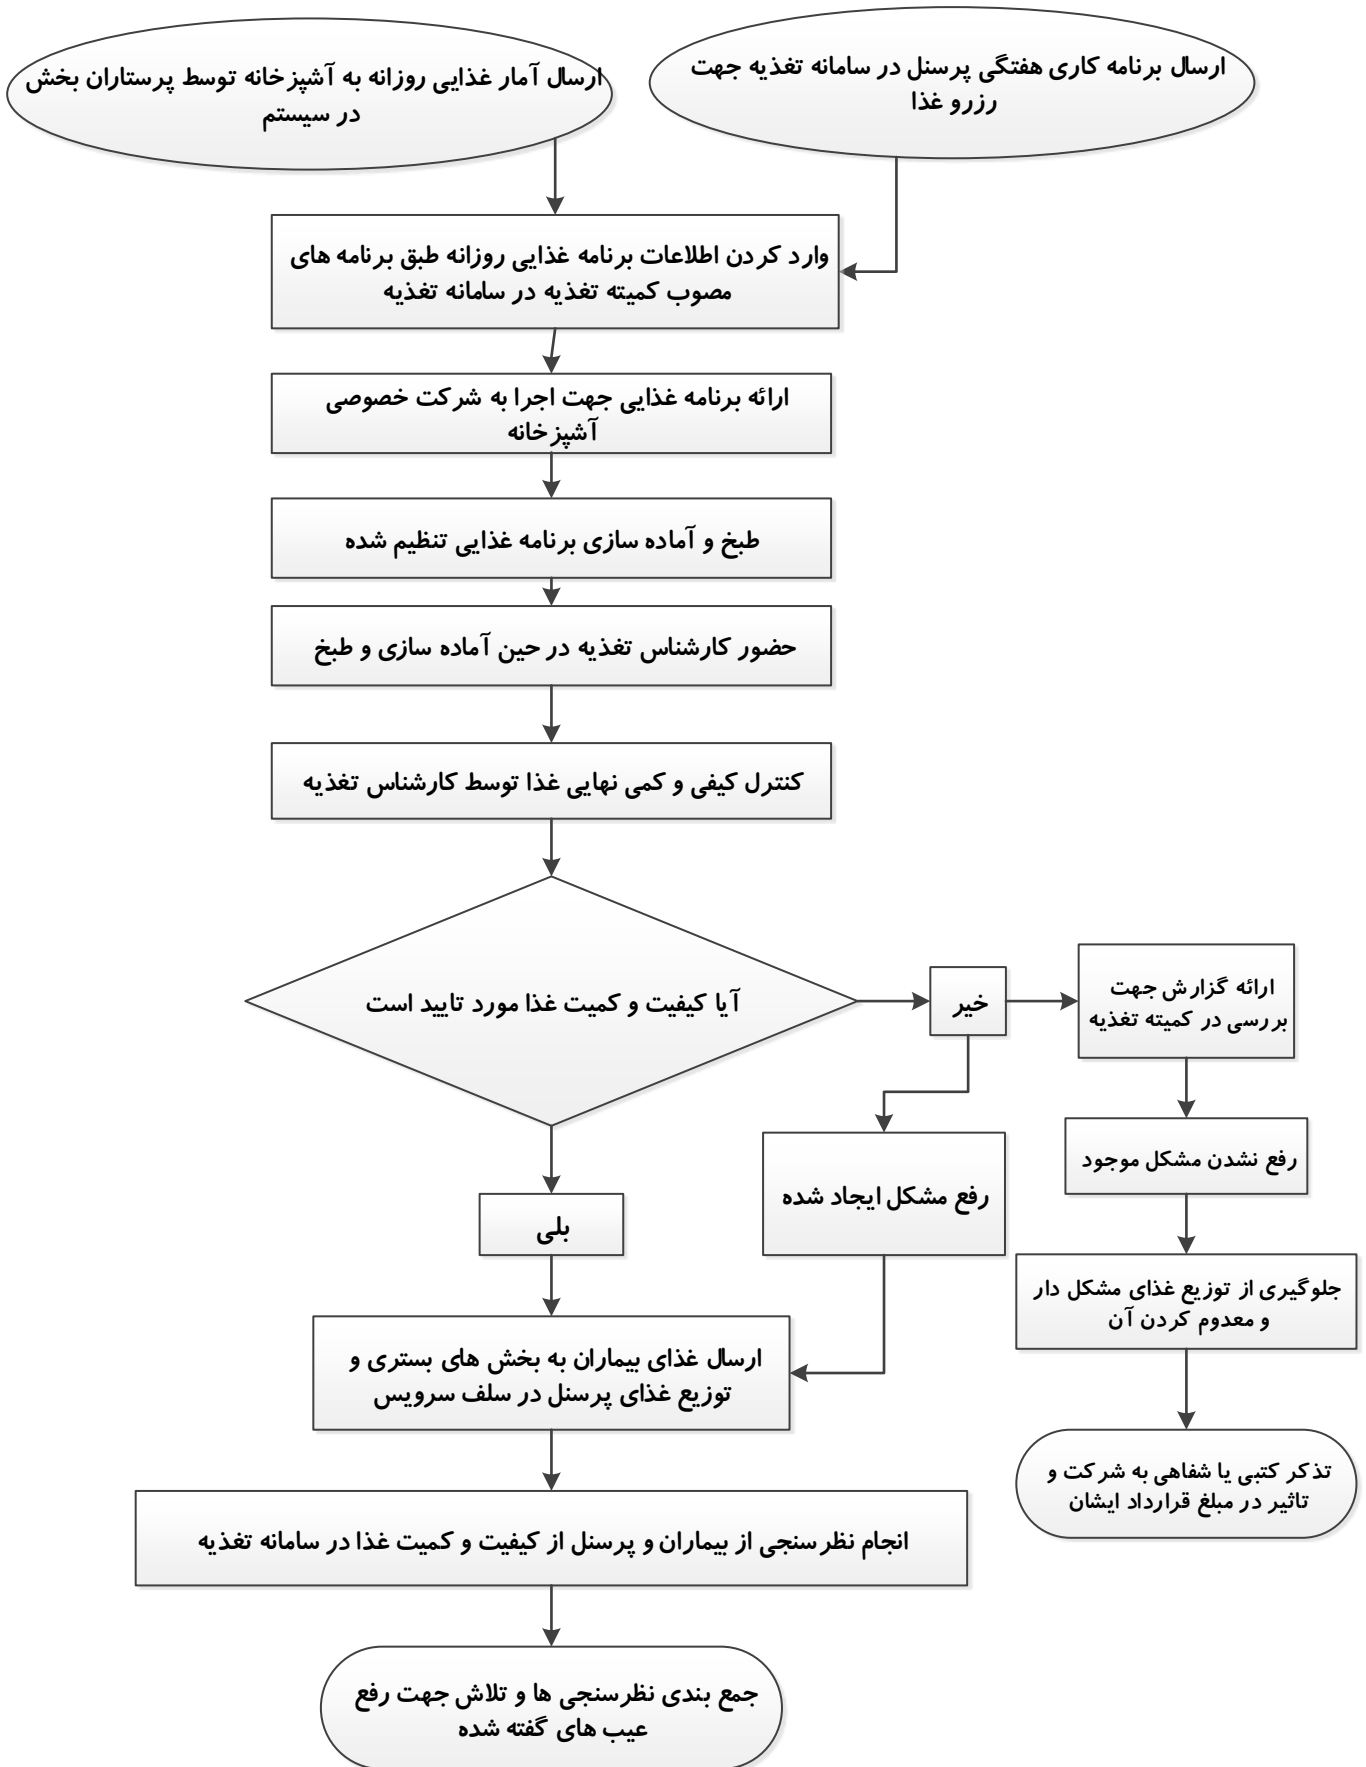 ارسال برنامه کاری هفتگی پرسنل در سامانه تغذیه جهت
رزرو غذا
ارسال آمار غذایی روزانه به آشپزخانه توسط پرستاران بخش
در سیستم
وارد کردن اطلاعات برنامه غذایی روزانه طبق برنامه های
مصوب کمیته تغذیه در سامانه تغذیه
ارائه برنامه غذایی جهت اجرا به شرکت خصوصی
آشپزخانه
طبخ و آماده سازی برنامه غذایی تنظیم شده
حضور کارشناس تغذیه در حین آماده سازی و طبخ
کنترل کیفی و کمی نهایی غذا توسط کارشناس تغذیه
آیا کیفیت و کمیت غذا مورد تایید است
خیر
ارائه گزارش جهت
بررسی در کمیته تغذیه
رفع نشدن مشکل موجود
رفع مشکل ایجاد شده
بلی
جلوگیری از توزیع غذای مشکل دار
و معدوم کردن آن
ارسال غذای بیماران به بخش های بستری و
توزیع غذای پرسنل در سلف سرویس
تذکر کتبی یا شفاهی به شرکت و
تاثیر در مبلغ قرارداد ایشان
انجام نظرسنجی از بیماران و پرسنل از کیفیت و کمیت غذا در سامانه تغذیه
جمع بندی نظرسنجی ها و تلاش جهت رفع
عیب های گفته شده